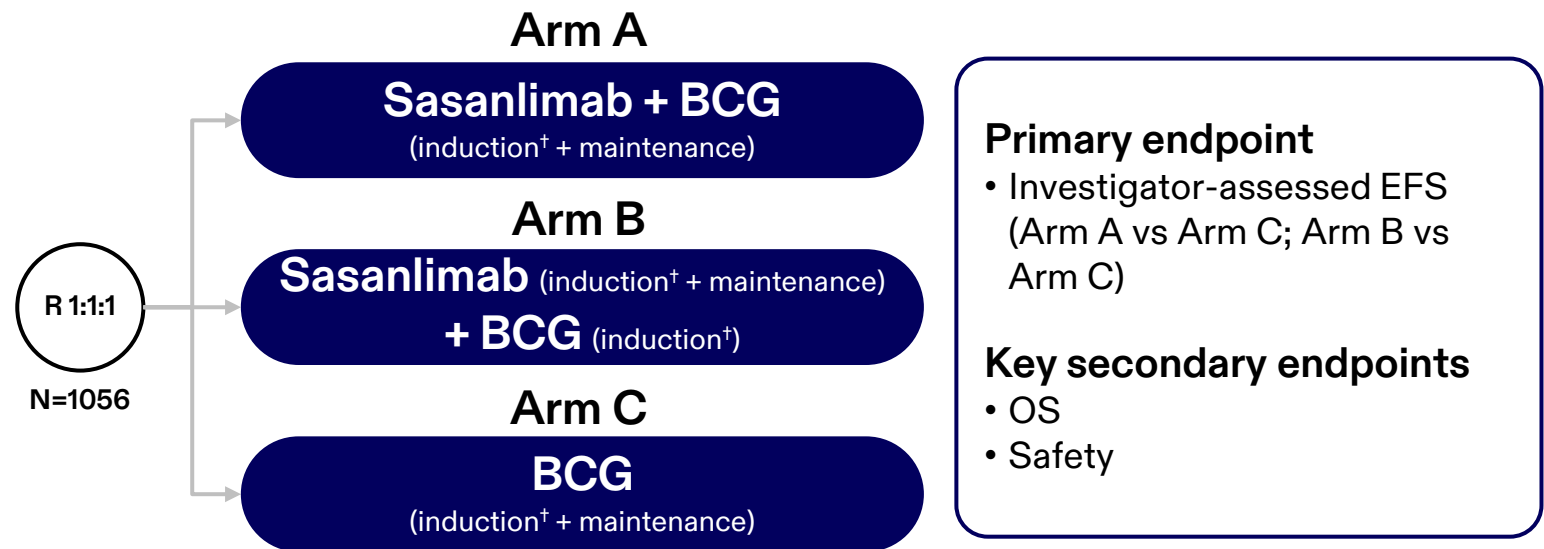 Arm A
Sasanlimab + BCG
(induction† + maintenance)
Arm B
Sasanlimab (induction† + maintenance)
+ BCG (induction†)
Arm C
BCG
(induction† + maintenance)
R 1:1:1
N=1056
Primary endpoint
• Investigator-assessed EFS
(Arm A vs Arm C; Arm B vs
Arm C)
Key secondary endpoints
• OS
• Safety